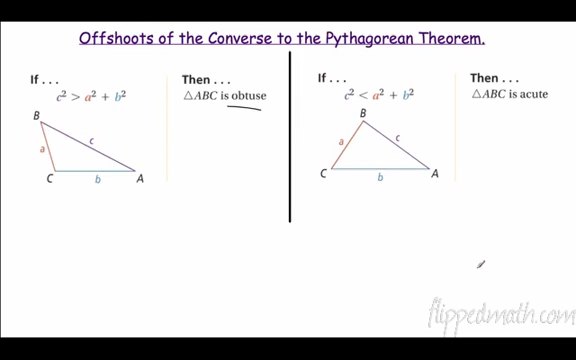 Offshoots of the Converse to the Pythagorean Theorem.
If . . .
c² > a² + b²
Then . . .
△ABC is obtuse
B
a
c
C
b
A
If . . .
c² < a² + b²
Then . . .
△ABC is acute
B
a
c
C
b
A
flippedmath.com